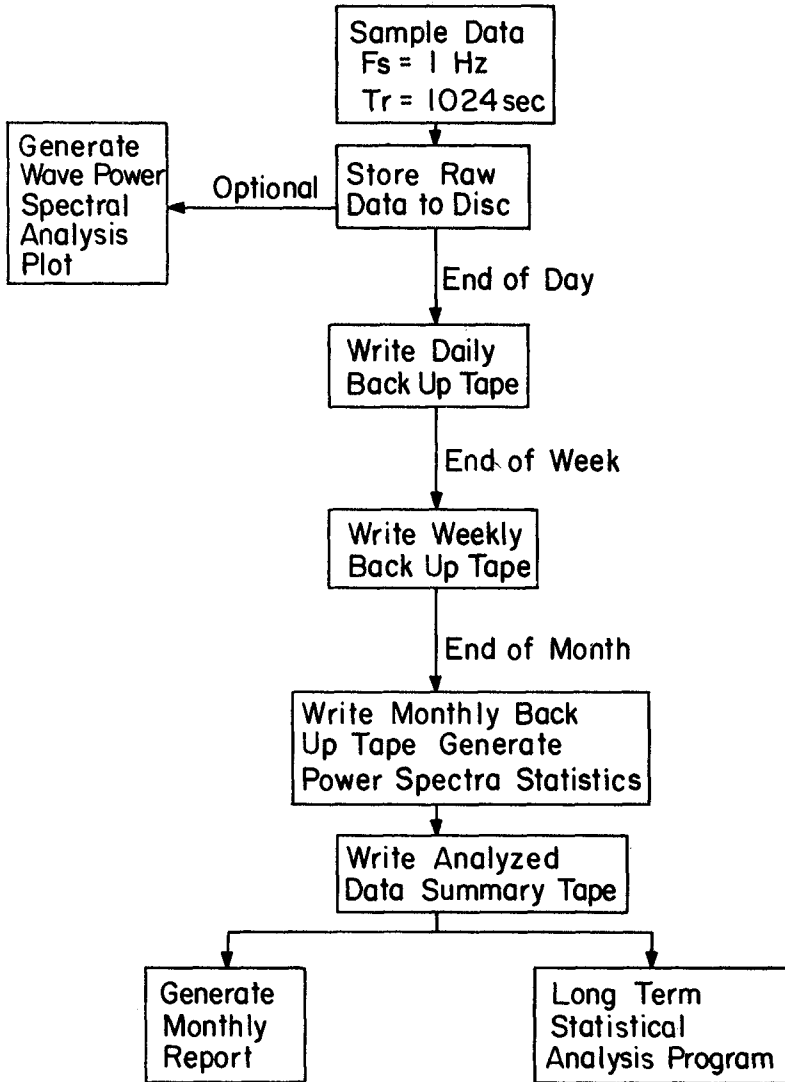 Sample Data
Fs = 1 Hz
Tr = 1024 sec
Generate
Wave Power
Spectral
Analysis
Plot
Optional
Store Raw
Data to Disc
End of Day
Write Daily
Back Up Tape
End of Week
Write Weekly
Back Up Tape
End of Month
Write Monthly Back
Up Tape Generate
Power Spectra Statistics
Write Analyzed
Data Summary Tape
Generate
Monthly
Report
Long Term
Statistical
Analysis Program